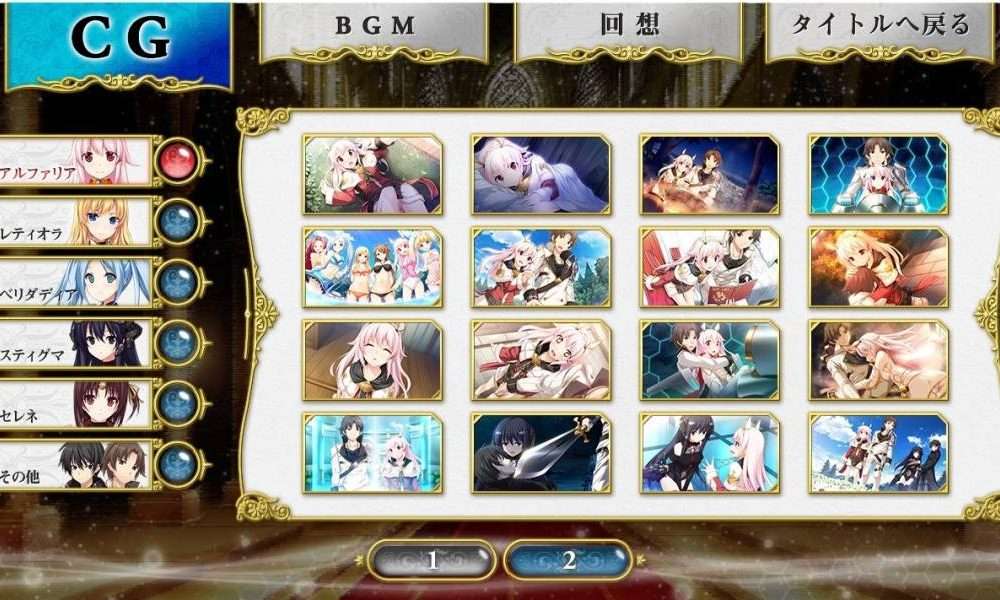 CG
BGM
回想
タイトルへ戻る
アルファリア
レティオラ
ベリダディア
スティグマ
セレネ
その他
1
2